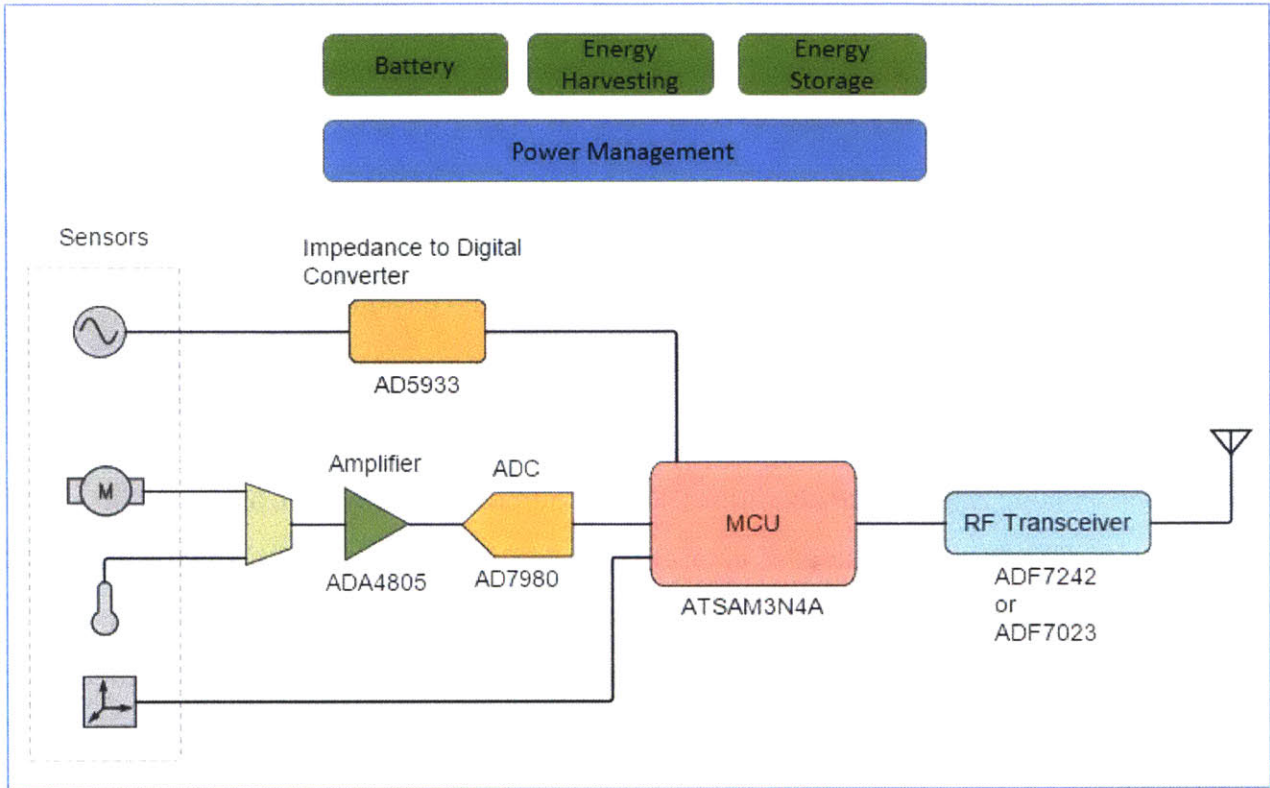 Battery
Energy
Harvesting
Energy
Storage
Power Management
Sensors
Impedance to Digital
Converter
AD5933
Amplifier
ADC
M
MCU
RF Transceiver
ADA4805
AD7980
ATSAM3N4A
ADF7242
or
ADF7023